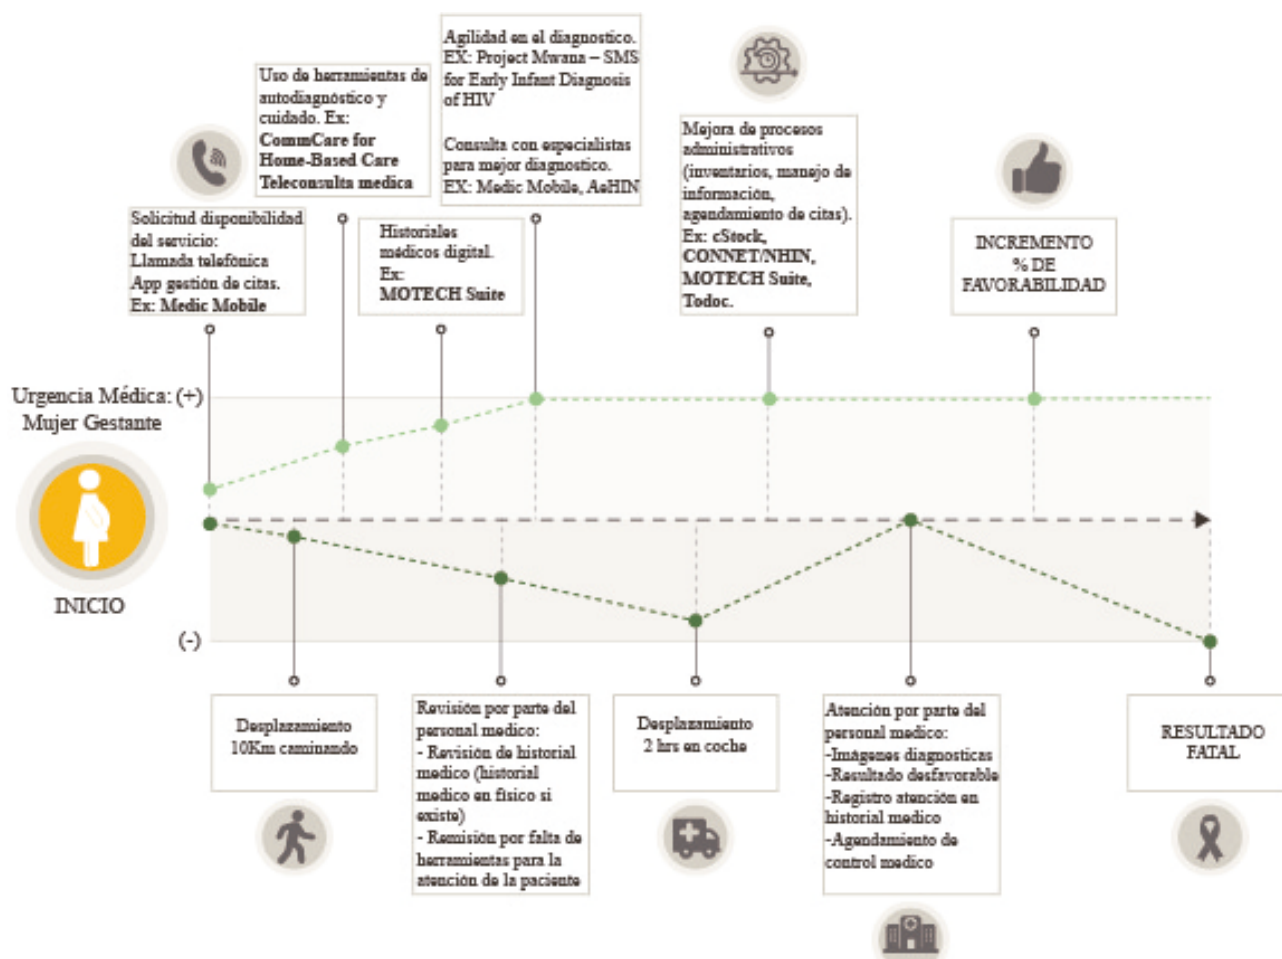 Agilidad en el diagnostico.
EX: Project Mwana – SMS
for Early Infant Diagnosis
of HIV
Consulta con especialistas
para mejor diagnostico.
EX: Medic Mobile, AeHIN
Uso de herramientas de
autodiagnóstico y
cuidado. Ex:
CommCare for
Home-Based Care
Teleconsulta medica
Mejora de procesos
administrativos
(inventarios, manejo de
información,
agendamiento de citas).
Ex: cStock,
CONNET/NHIN,
MOTECH Suite,
Todoc.
Solicitud disponibilidad
del servicio:
Llamada telefónica
App gestión de citas.
Ex: Medic Mobile
Historiales
médicos digital.
Ex:
MOTECH Suite
INCREMENTO
% DE
FAVORABILIDAD
Urgencia Médica: (+)
Mujer Gestante
INICIO
(-)
Desplazamiento
10Km caminando
Revisión por parte del
personal medico:
- Revisión de historial
medico (historial
medico en físico si
existe)
- Remisión por falta de
herramientas para la
atención de la paciente
Desplazamiento
2 hrs en coche
Atención por parte del
personal medico:
-Imágenes diagnosticas
-Resultado desfavorable
-Registro atención en
historial medico
-Agendamiento de
control medico
RESULTADO
FATAL